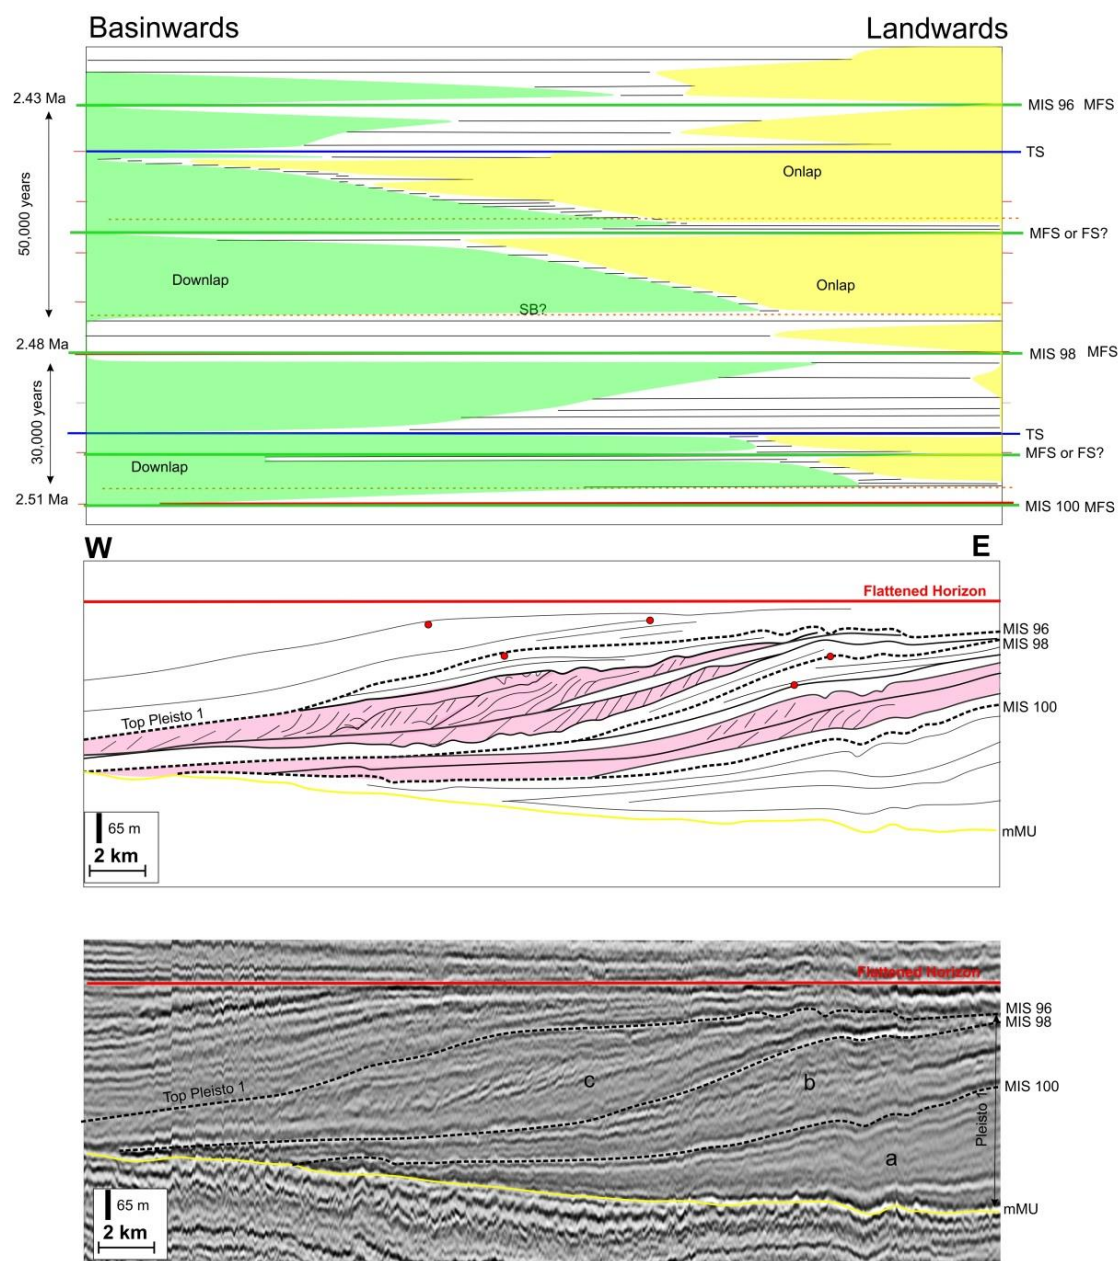 Basinwards
Landwards
2.43 Ma
MIS 96 MFS
TS
Onlap
50,000 years
MFS or FS?
Downlap
Onlap
SB?
2.48 Ma
MIS 98 MFS
30,000 years
TS
MFS or FS?
Downlap
2.51 Ma
MIS 100 MFS
W
E
Flattened Horizon
MIS 96
MIS 98
MIS 100
Top Pleisto 1
mMU
65 m
2 km
Flattened Horizon
MIS 96
MIS 98
c
b
Top Pleisto 1
MIS 100
Pleisto 1
a
mMU
65 m
2 km